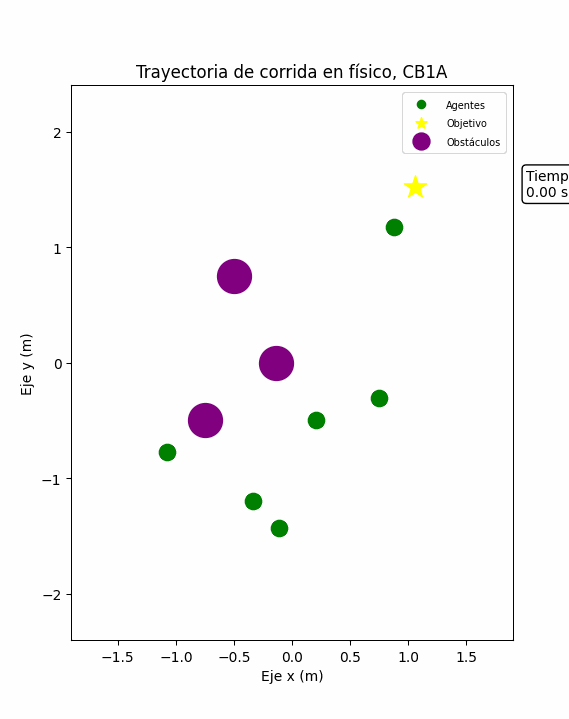 Trayectoria de corrida en físico, CB1A
Agentes
Objetivo
Obstáculos
Tiemp
0.00 s
2
1
0
−1
−2
Eje y (m)
−1.5 −1.0 −0.5 0.0 0.5 1.0 1.5
Eje x (m)